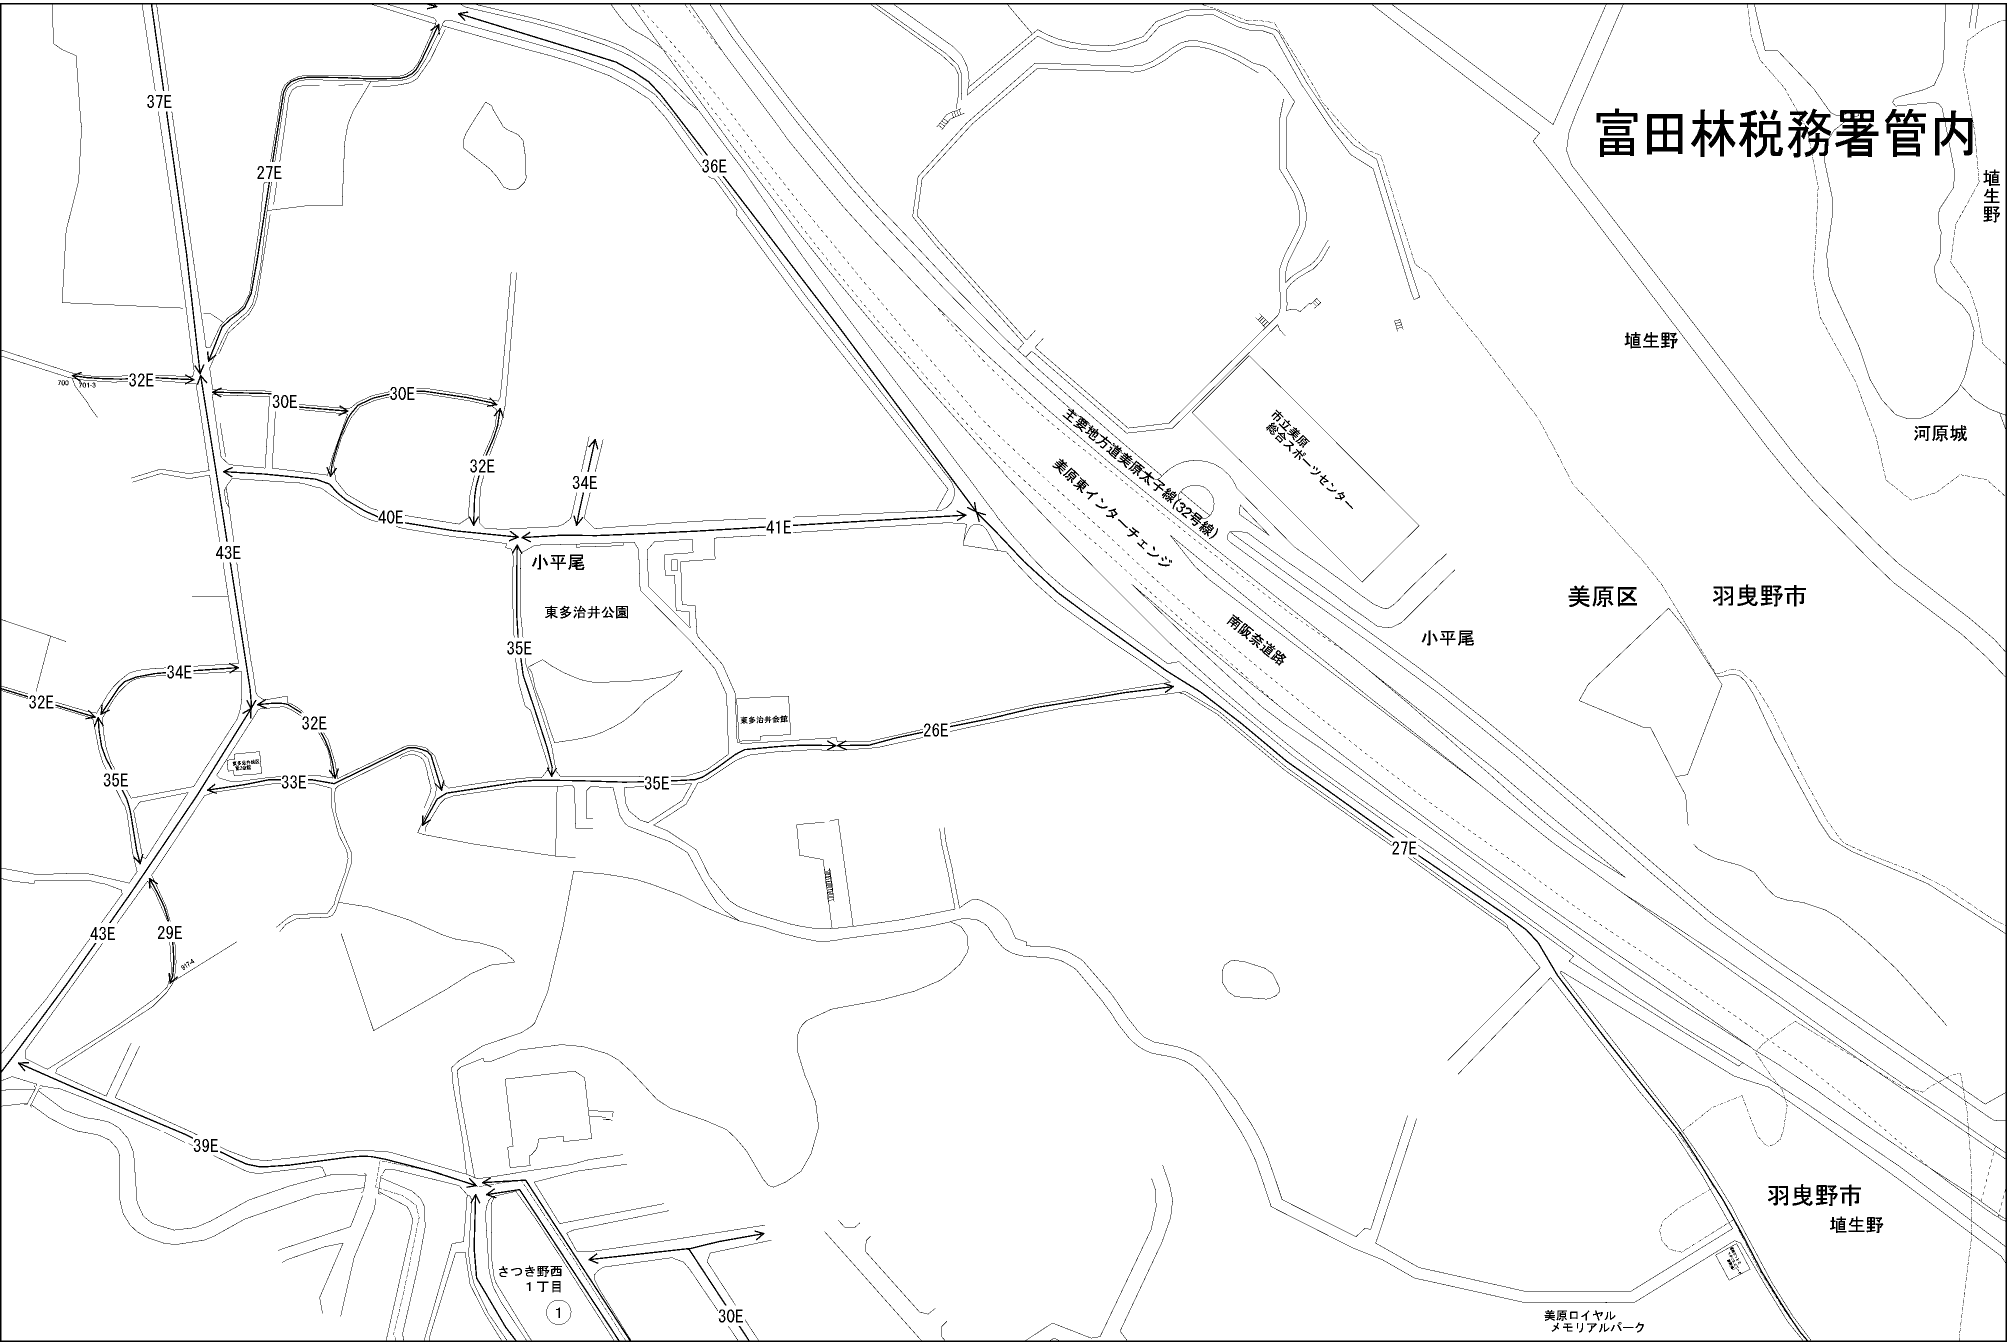 富田林税務署管内
37E
27E
36E
埴生野
埴生野
700
701-3
32E
30E
30E
河原城
主要地方道美原太子線(32号線)
市立美原
総合スポーツセンター
美原東インターチェンジ
32E
34E
40E
41E
43E
小平尾
東多治井公園
美原区
羽曳野市
小平尾
南阪奈道路
35E
34E
32E
32E
東多治井会館
26E
35E
33E
35E
27E
43E
29E
917-4
39E
羽曳野市
埴生野
さつき野西
1丁目
1
30E
美原ロイヤル
メモリアルパーク